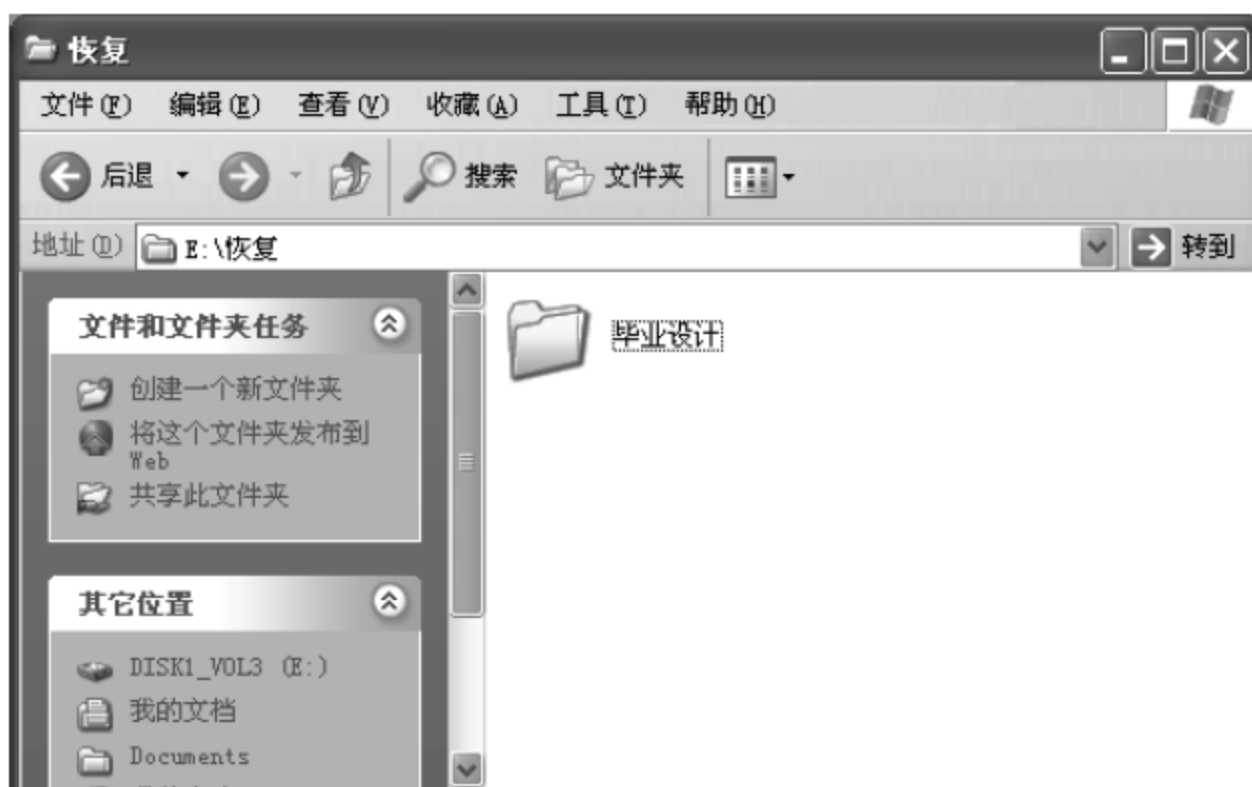 恢复
文件(F) 编辑(E) 查看(V) 收藏(A) 工具(T) 帮助(H)
后退 搜索 文件夹
地址(D) E:\恢复 转到
文件和文件夹任务
创建一个新文件夹
将这个文件夹发布到
Web
共享此文件夹
其它位置
DISK1_VOL3 (E:)
我的文档
Documents
毕业设计